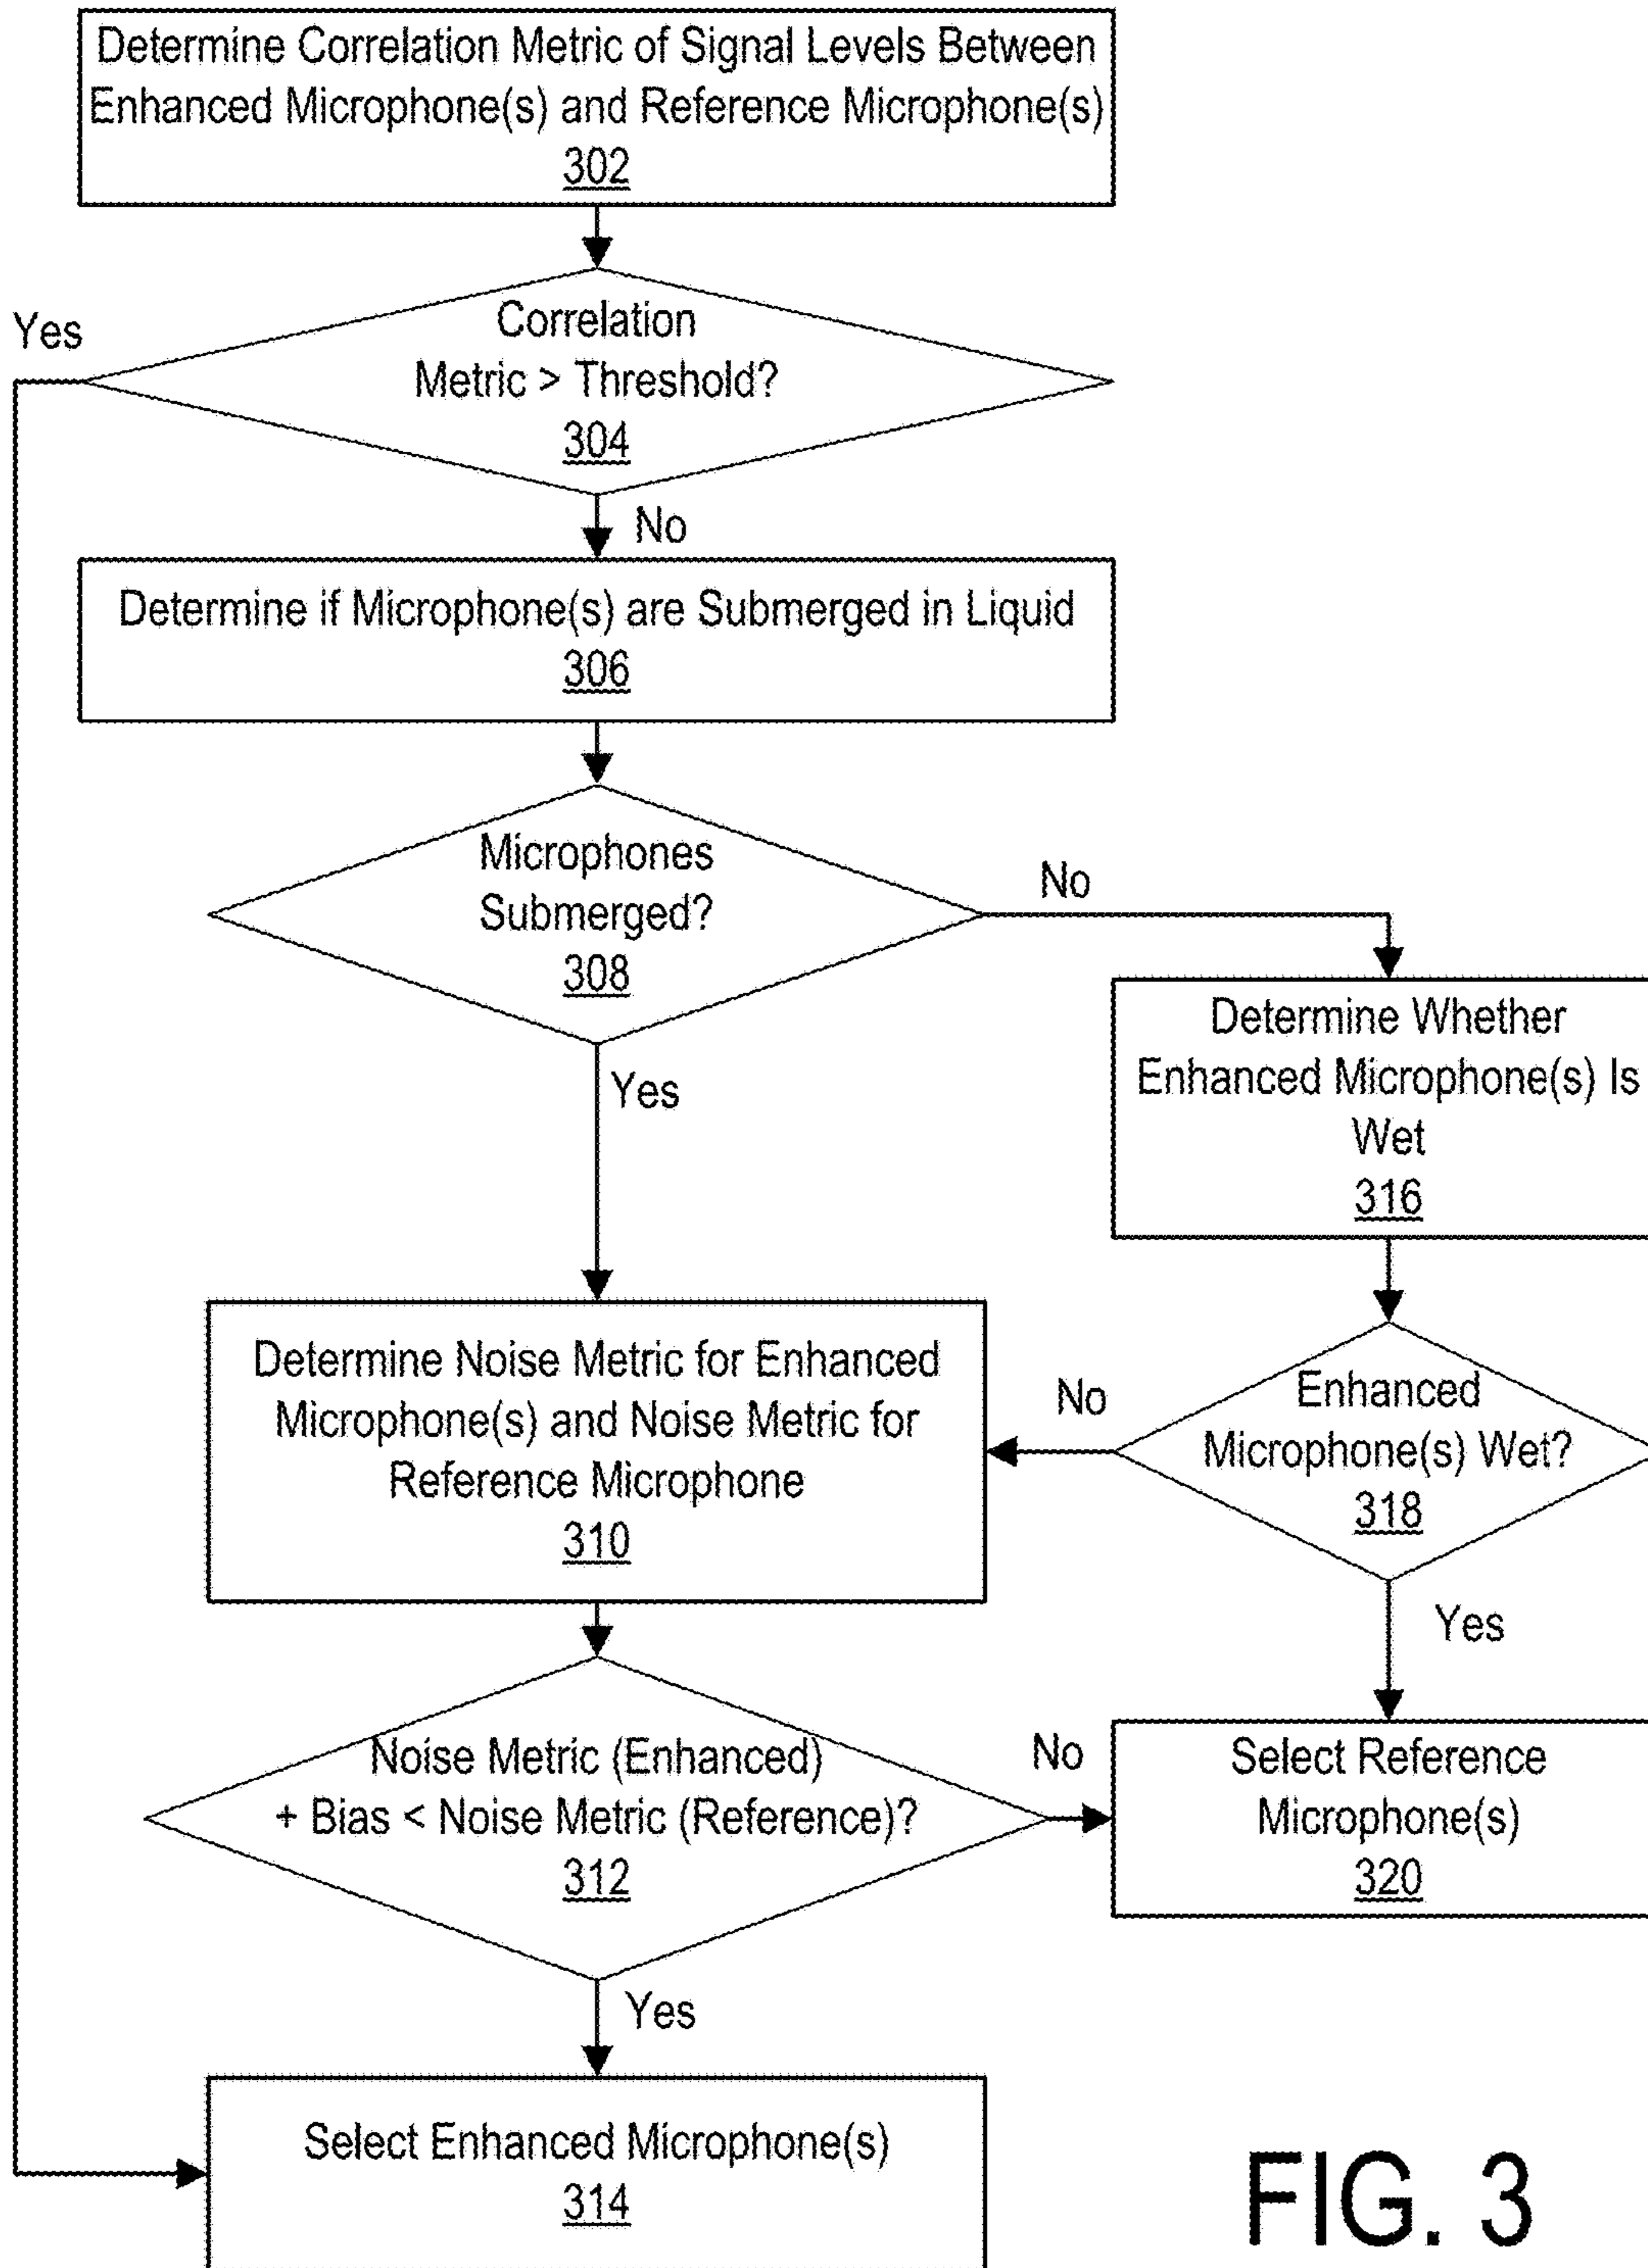 Determine Correlation Metric of Signal Levels Between
Enhanced Microphone(s) and Reference Microphone(s)
302
Yes
Correlation
Metric > Threshold?
304
No
Determine if Microphone(s) are Submerged in Liquid
306
Microphones
Submerged?
308
No
Yes
Determine Whether
Enhanced Microphone(s) Is
Wet
316
Determine Noise Metric for Enhanced
Microphone(s) and Noise Metric for
Reference Microphone
310
No
Enhanced
Microphone(s) Wet?
318
Yes
Noise Metric (Enhanced)
+ Bias < Noise Metric (Reference)?
312
No
Select Reference
Microphone(s)
320
Yes
Select Enhanced Microphone(s)
314
FIG. 3